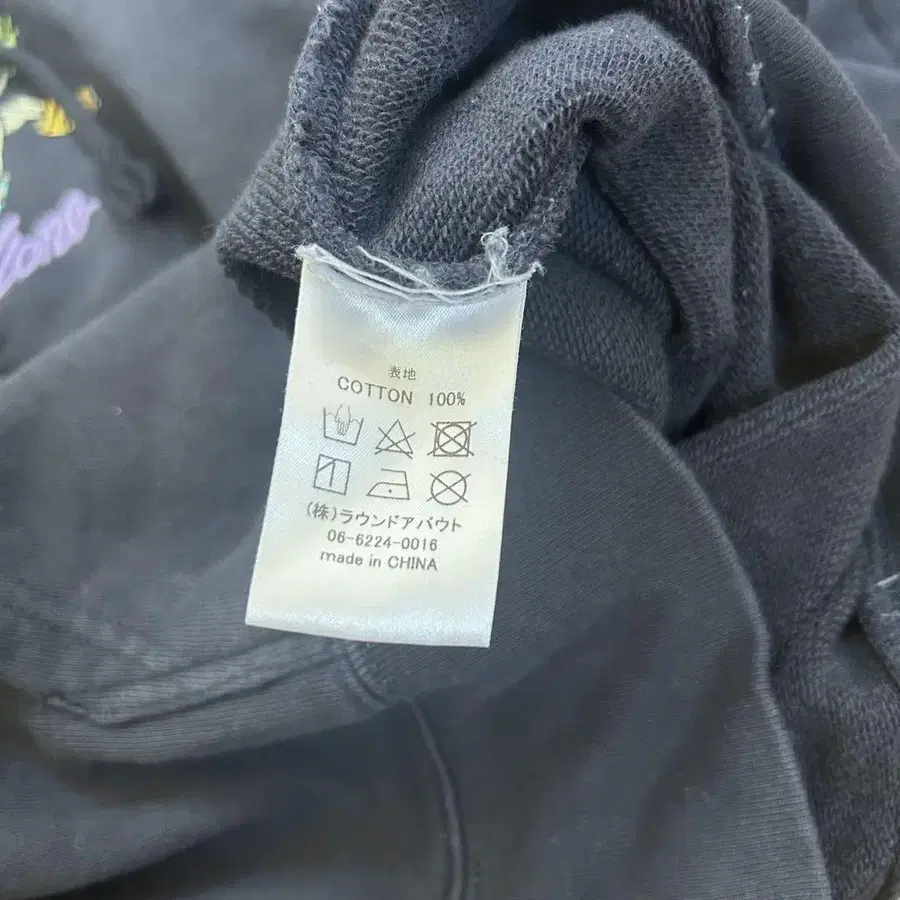 表地
COTTON 100%
(株)ラウンドアバウト
06-6224-0016
made in CHINA